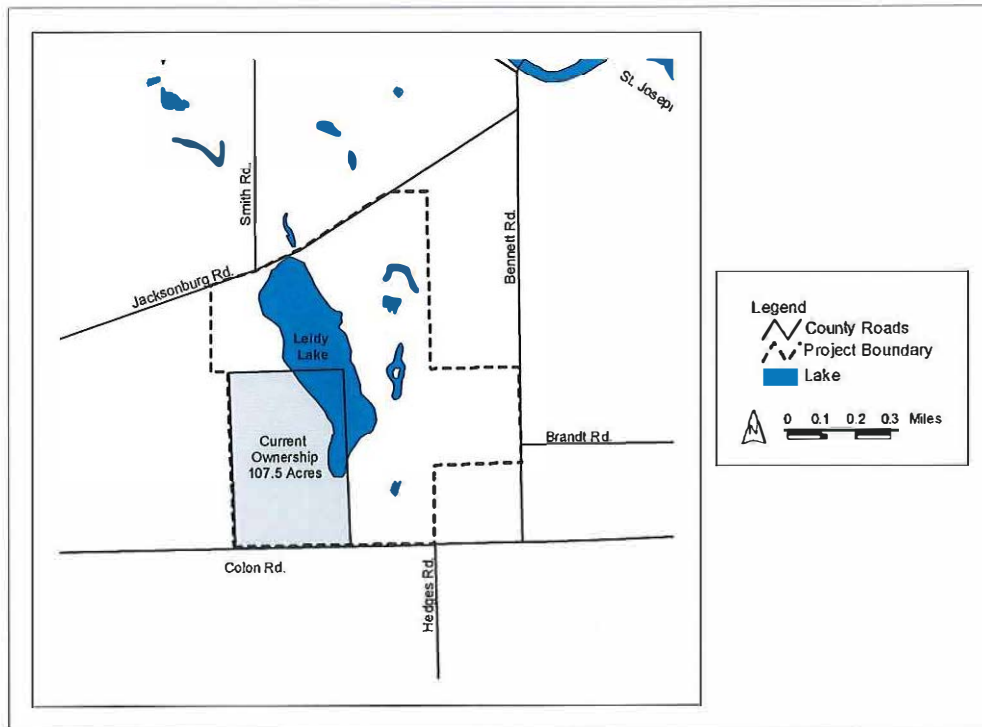 St. Josepl
Smith Rd.
Bennett Rd.
Jacksonburg Rd.
Leidy
Lake
Current
Ownership
107.5 Acres
Brandt Rd.
Colon Rd.
Hedges Rd.
Legend
County Roads
Project Boundary
Lake
N
0 0.1 0.2 0.3 Miles